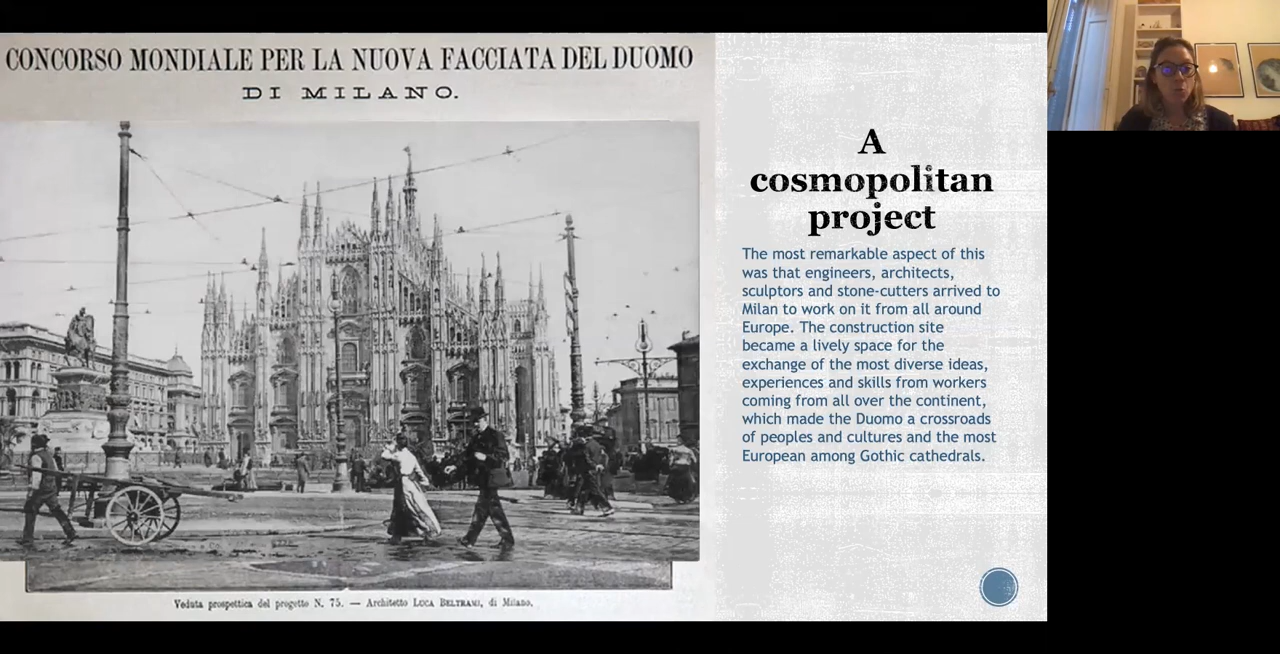 CONCORSO MONDIALE PER LA NUOVA FACCIATA DEL DUOMO
DI MILANO.
Veduta prospettica del progetto N. 75. — Architetto LUCA BELTRAMI, di Milano.
A
cosmopolitan
project
The most remarkable aspect of this
was that engineers, architects,
sculptors and stone-cutters arrived to
Milan to work on it from all around
Europe. The construction site
became a lively space for the
exchange of the most diverse ideas,
experiences and skills from workers
coming from all over the continent,
which made the Duomo a crossroads
of peoples and cultures and the most
European among Gothic cathedrals.